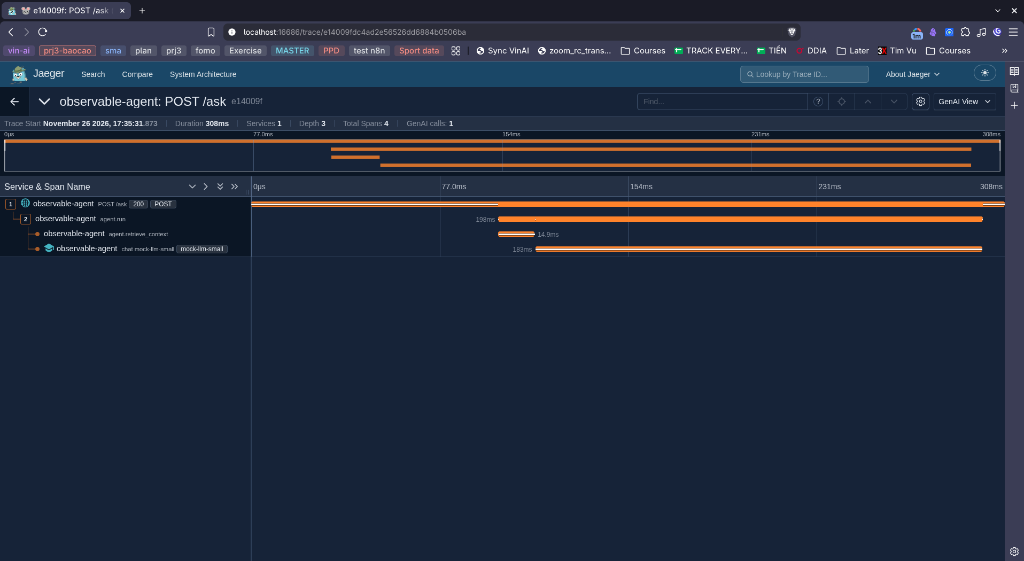 e14009f: POST /ask
localhost:16686/trace/e14009fdc4ad2e56526dd6884b0506ba
vin-ai prj3-baocao sma plan prj3 fomo Exercise MASTER PPD test n8n Sport data Sync VinAI zoom_rc_trans... Courses TRACK EVERY... TIẾN DDIA Later Tim Vu Courses
Jaeger Search Compare System Architecture Lookup by Trace ID... About Jaeger
observable-agent: POST /ask e14009f Find... GenAI View
Trace Start November 26 2026, 17:35:31.873 Duration 308ms Services 1 Depth 3 Total Spans 4 GenAI calls: 1
0μs 77.0ms 154ms 231ms 308ms
Service & Span Name 0μs 77.0ms 154ms 231ms 308ms
1 observable-agent POST /ask 200 POST
2 observable-agent agent.run 198ms
observable-agent agent.retrieve_context 14.9ms
observable-agent chat mock-llm-small mock-llm-small 183ms